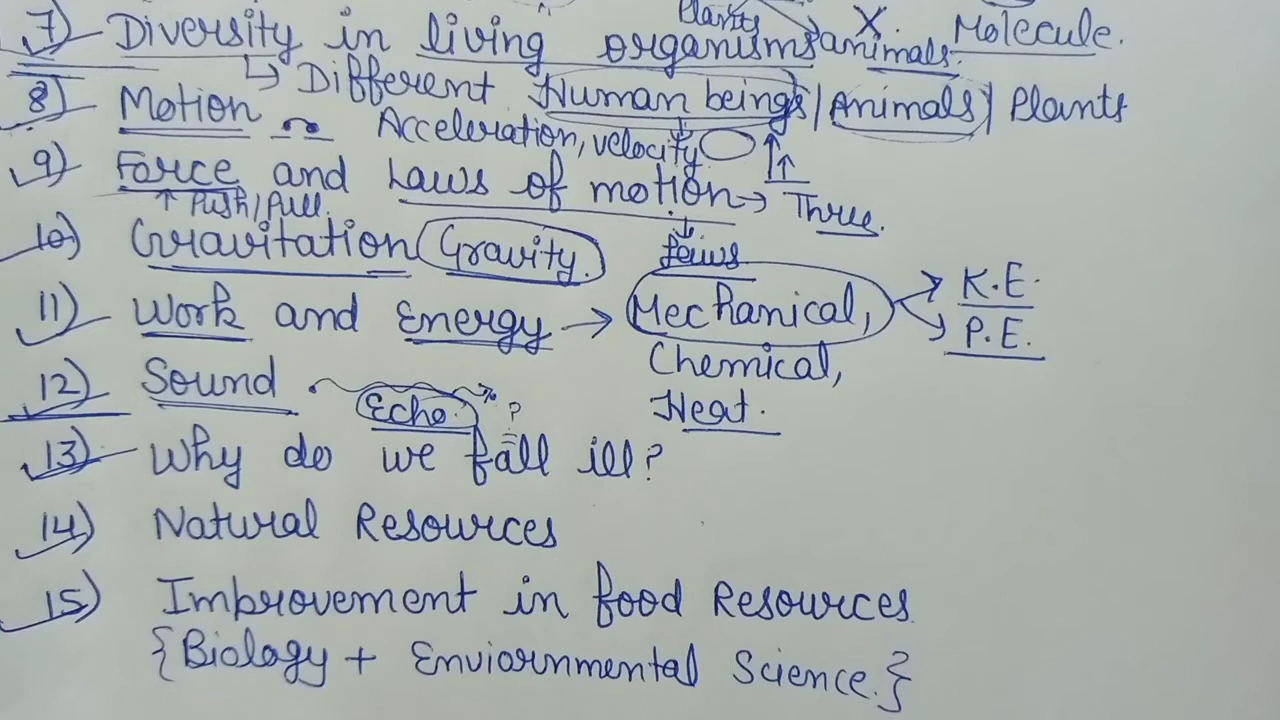 Plants
7) Diversity in living organisms animals. X. Molecule.
↳ Different Human beings / Animals / Plants
8) Motion Acceleration, velocity
9) Force and Laws of motion → Three.
↑ Push/Pull.
10) Gravitation (Gravity.)
11) Work and Energy → Mechanical, K.E.
P.E.
Chemical,
Heat.
12) Sound
Echo. ?
13) Why do we fall ill?
14) Natural Resources
15) Improvement in food Resources.
{Biology + Enviornmental Science.}